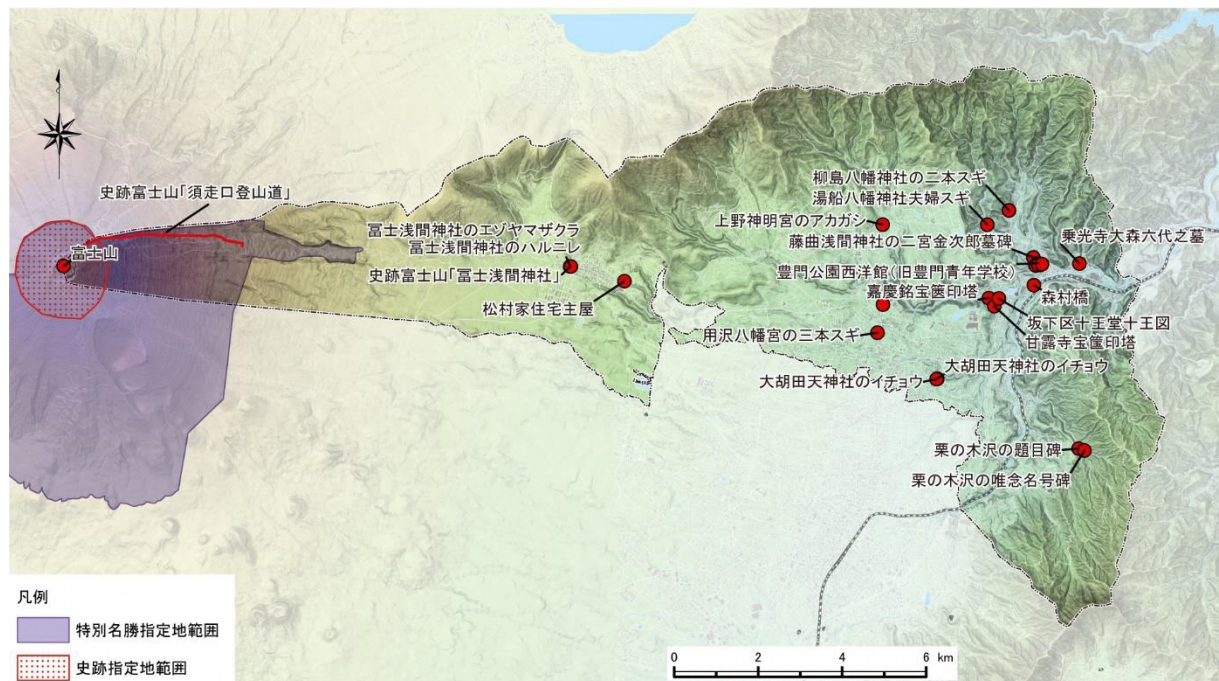 史跡富士山「須走口登山道」
富士山
冨士浅間神社のエゾヤマザクラ
冨士浅間神社のハルニレ
史跡富士山「冨士浅間神社」
松村家住宅主屋
柳島八幡神社の二本スギ
湯船八幡神社夫婦スギ
上野神明宮のアカガシ
藤曲浅間神社の二宮金次郎墓碑
乗光寺大森六代之墓
豊門公園西洋館(旧豊門青年学校)
嘉慶銘宝篋印塔
森村橋
坂下区十王堂十王図
甘露寺宝篋印塔
用沢八幡宮の三本スギ
大胡田天神社のイチョウ
大胡田天神社のイチョウ
栗の木沢の題目碑
栗の木沢の唯念名号碑
凡例
特別名勝指定地範囲
史跡指定地範囲
0 2 4 6 km